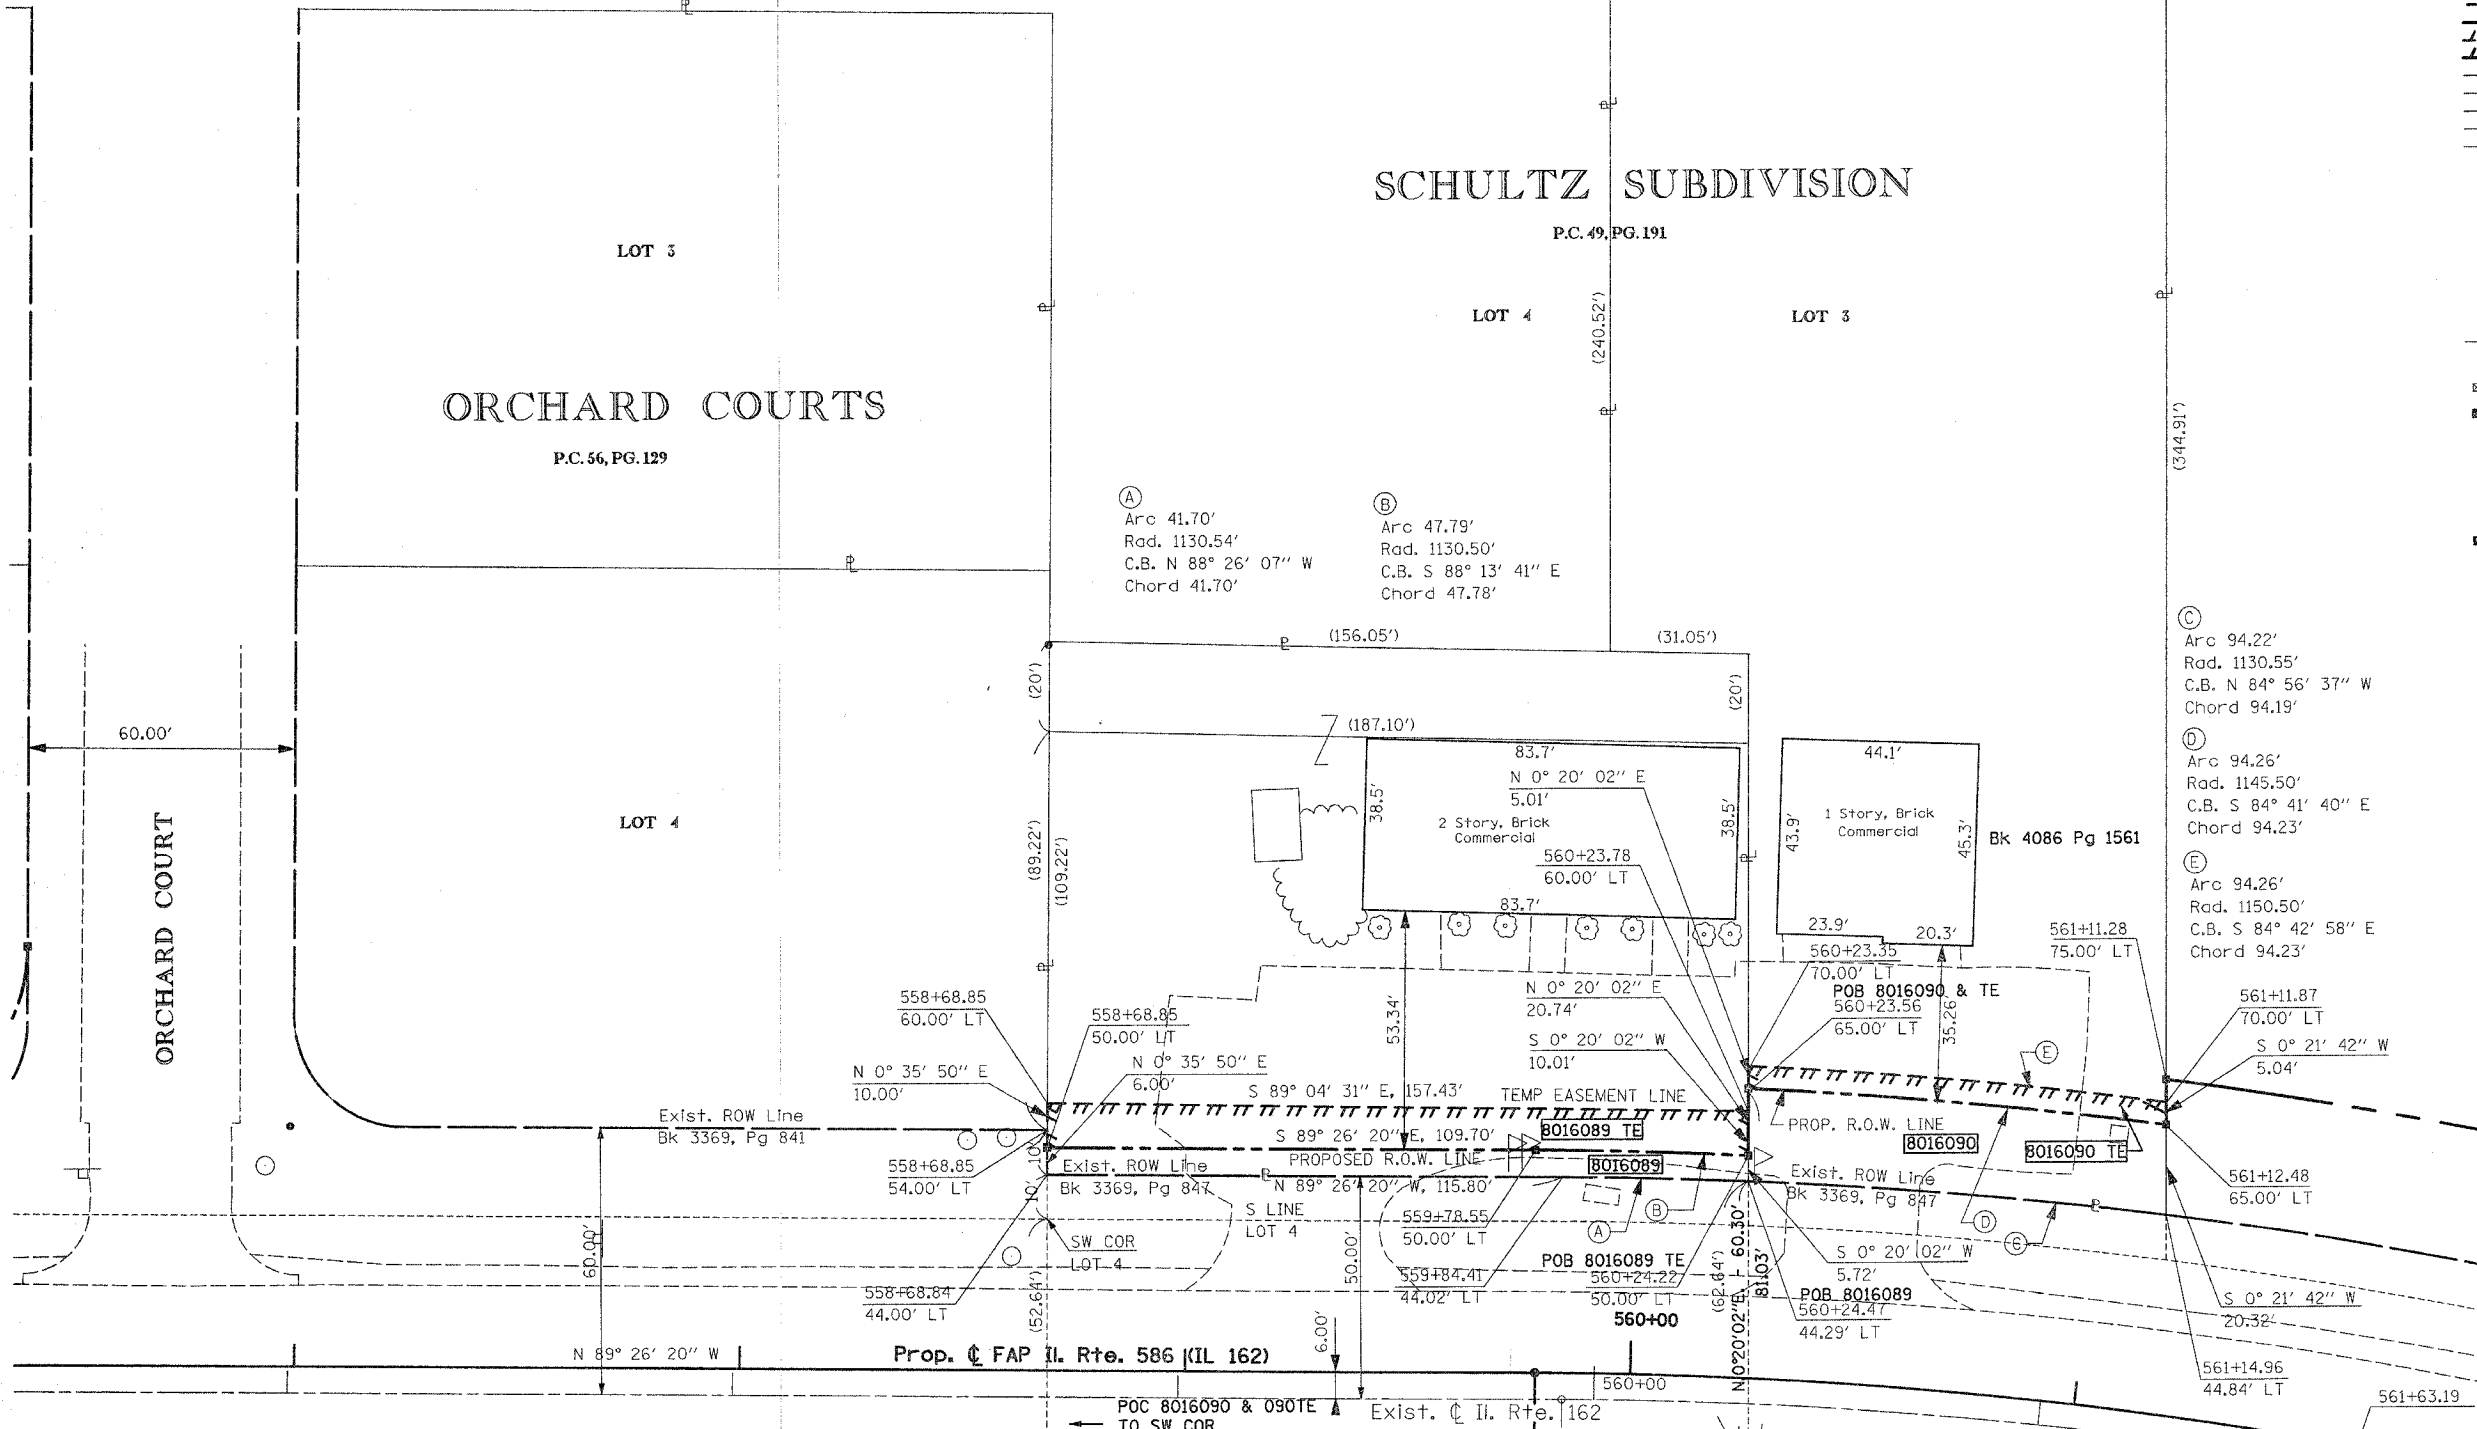 SCHULTZ SUBDIVISION
P.C. 49, PG. 191
LOT 3
LOT 4
LOT 3
(240.52')
ORCHARD COURTS
P.C. 56, PG. 129
(344.91')
A
Arc 41.70'
Rad. 1130.54'
C.B. N 88° 26' 07" W
Chord 41.70'
B
Arc 47.79'
Rad. 1130.50'
C.B. S 88° 13' 41" E
Chord 47.78'
C
Arc 94.22'
Rad. 1130.55'
C.B. N 84° 56' 37" W
Chord 94.19'
D
Arc 94.26'
Rad. 1145.50'
C.B. S 84° 41' 40" E
Chord 94.23'
E
Arc 94.26'
Rad. 1150.50'
C.B. S 84° 42' 58" E
Chord 94.23'
(156.05')
(31.05')
(20')
(20')
(187.10')
60.00'
ORCHARD COURT
LOT 4
(89.22')
(109.22')
83.7'
N 0° 20' 02" E
5.01'
38.5'
38.5'
2 Story, Brick
Commercial
560+23.78
60.00' LT
83.7'
44.1'
1 Story, Brick
Commercial
43.9'
45.3'
23.9'
20.3'
Bk 4086 Pg 1561
561+11.28
75.00' LT
560+23.35
70.00' LT
POB 8016090 & TE
560+23.56
65.00' LT
35.26'
561+11.87
70.00' LT
S 0° 21' 42" W
5.04'
558+68.85
60.00' LT
558+68.85
50.00' LT
N 0° 35' 50" E
10.00'
N 0° 35' 50" E
6.00'
53.34'
N 0° 20' 02" E
20.74'
S 0° 20' 02" W
10.01'
E
S 89° 04' 31" E, 157.43'
TEMP EASEMENT LINE
Exist. ROW Line
Bk 3369, Pg 841
S 89° 26' 20" E, 109.70'
8016089 TE
PROP. R.O.W. LINE
8016090
8016090 TE
558+68.85
54.00' LT
10'
10'
Exist. ROW Line
Bk 3369, Pg 847
PROPOSED R.O.W. LINE
8016089
N 89° 26' 20" W, 115.80'
Exist. ROW Line
Bk 3369, Pg 847
561+12.48
65.00' LT
S LINE
LOT 4
559+78.55
50.00' LT
A
B
D
C
SW COR
LOT 4
60.00'
50.00'
POB 8016089 TE
560+24.22
50.00' LT
559+84.41
44.02' LT
S 0° 20' 02" W
5.72'
POB 8016089
560+24.47
44.29' LT
(62.64')
N 0°20'02" E - 60.30'
81.03'
558+68.84
44.00' LT
(52.64')
S 0° 21' 42" W
20.32'
561+14.96
44.84' LT
560+00
6.00'
N 89° 26' 20" W
Prop. ℄ FAP Il. Rte. 586 (IL 162)
560+00
561+63.19
POC 8016090 & 090TE
TO SW COR
Exist. ℄ Il. Rte. 162